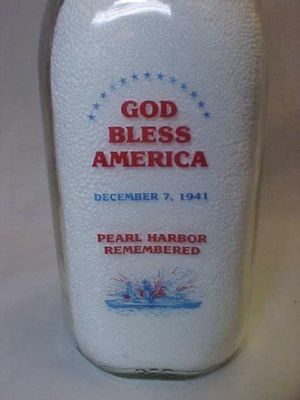 GOD
BLESS
AMERICA
DECEMBER 7, 1941
PEARL HARBOR
REMEMBERED